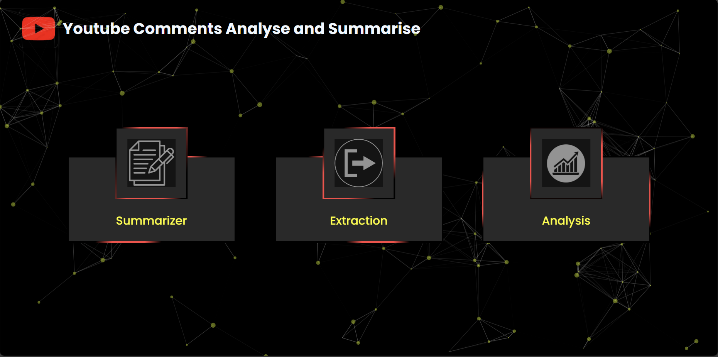 Youtube Comments Analyse and Summarise
Summarizer
Extraction
Analysis